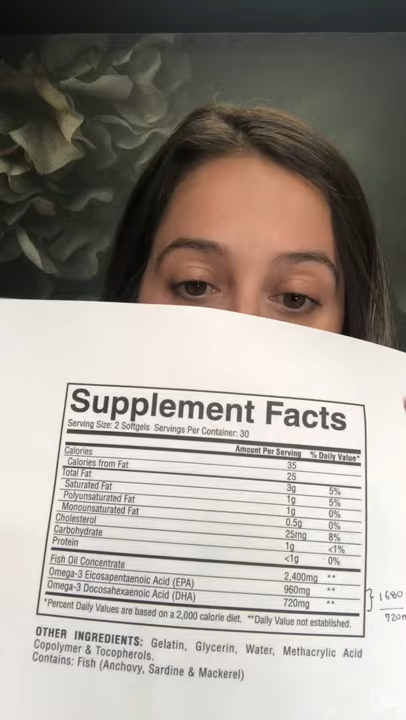 Supplement Facts
Serving Size: 2 Softgels Servings Per Container: 30
Amount Per Serving % Daily Value*
Calories 35
Calories from Fat 25
Total Fat 3g 5%
Saturated Fat 1g 5%
Polyunsaturated Fat 1g 0%
Monounsaturated Fat 0.5g 0%
Cholesterol 25mg 8%
Carbohydrate 1g <1%
Protein <1g 0%
Fish Oil Concentrate 2,400mg **
Omega-3 Eicosapentaenoic Acid (EPA) 960mg **
Omega-3 Docosahexaenoic Acid (DHA) 720mg **
} 1680
720m
*Percent Daily Values are based on a 2,000 calorie diet. **Daily Value not established.
OTHER INGREDIENTS: Gelatin, Glycerin, Water, Methacrylic Acid
Copolymer & Tocopherols.
Contains: Fish (Anchovy, Sardine & Mackerel)